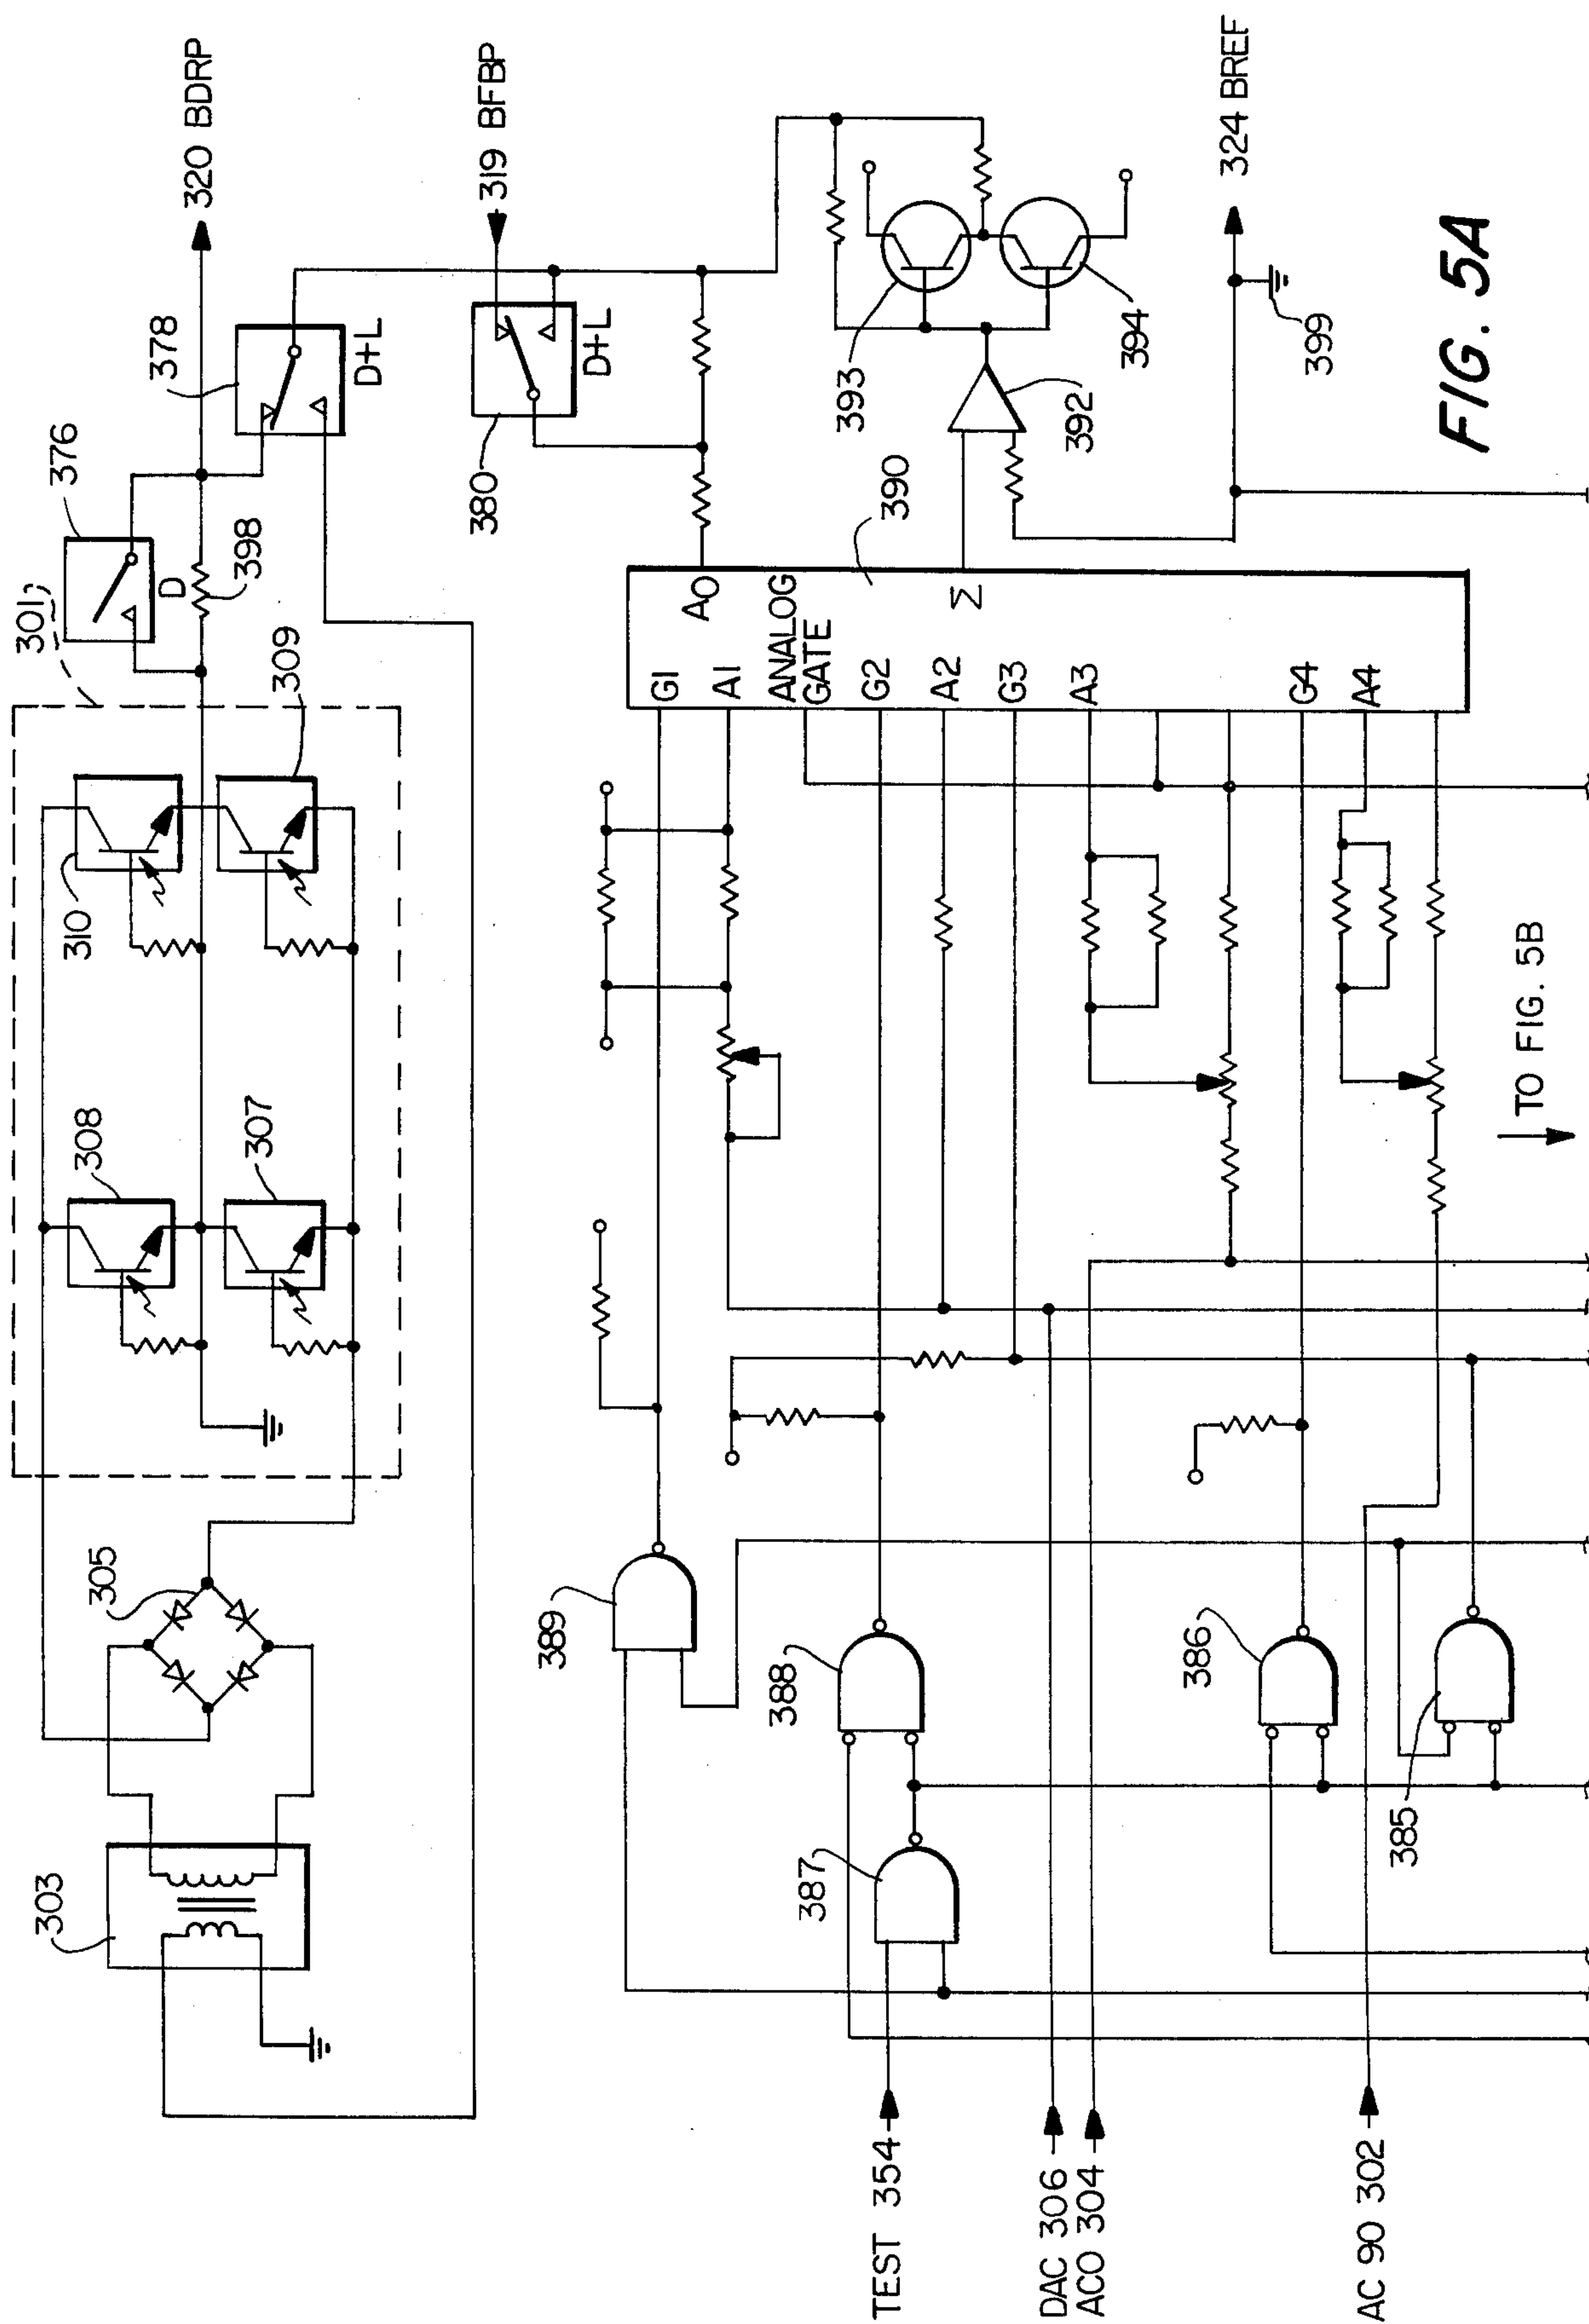 303
305
308
307
310
309
301
376
D
398
378
D+L
320 BDRP
380
D+L
319 BFBP
389
388
387
386
385
G1
A1
ANALOG
GATE
G2
A2
G3
A3
G4
A4
AO
Σ
390
392
393
394
324 BREF
399
TEST 354
DAC 306
ACO 304
AC 90 302
TO FIG. 5B
FIG. 5A